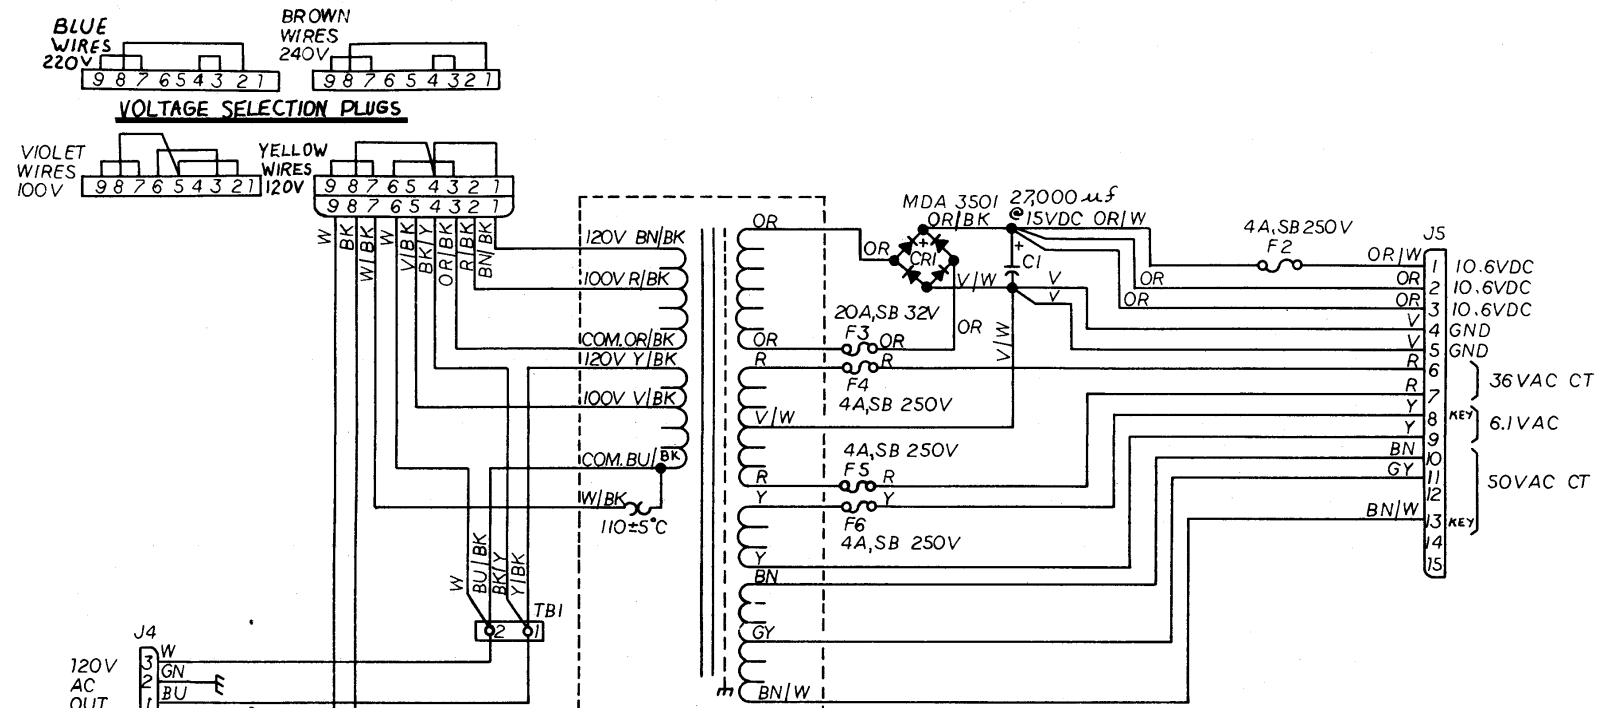 BLUE
WIRES
220V
9 8 7 6 5 4 3 2 1
BROWN
WIRES
240V
9 8 7 6 5 4 3 2 1
VOLTAGE SELECTION PLUGS
VIOLET
WIRES
100V
9 8 7 6 5 4 3 2 1
YELLOW
WIRES
120V
9 8 7 6 5 4 3 2 1
9 8 7 6 5 4 3 2 1
W
BK
W/BK
W
V/BK
BK/Y
OR/BK
R/BK
BN/BK
120V BN/BK
100V R/BK
COM.OR/BK
120V Y/BK
100V V/BK
COM.BU/BK
W/BK
110±5°C
W
BU/BK
BK/Y
Y/BK
TB1
2 1
J4
120V
AC
OUT
3 W
2 GN
1 BU
OR
OR
R
V/W
R
Y
Y
BN
GY
BN/W
MDA 3501
OR/BK
27,000 uf
@15VDC OR/W
OR
+
CR1
+
C1
V/W
V
V
OR
V/W
OR
OR
20A,SB 32V
F3
OR
R
F4
4A,SB 250V
4A,SB 250V
F5
R
Y
F6
4A,SB 250V
4A,SB250V
F2
J5
OR/W 1 10.6VDC
OR 2 10.6VDC
OR 3 10.6VDC
V 4 GND
V 5 GND
R 6
36VAC CT
R 7
Y 8 KEY
6.1VAC
Y 9
BN 10
GY 11
50VAC CT
12
BN/W 13 KEY
14
15